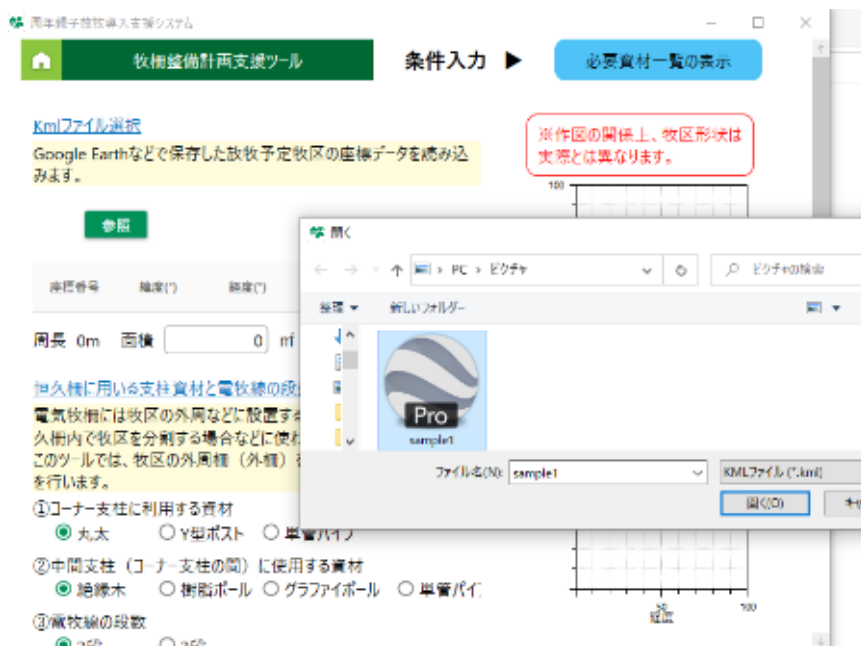 周年親子放牧導入支援システム
牧柵整備計画支援ツール
条件入力 ▶
必要資材一覧の表示
Kmlファイル選択
Google Earthなどで保存した放牧予定牧区の座標データを読み込
みます。
※作図の関係上、牧区形状は
実際とは異なります。
参照
100
開く
PC › ピクチャ
ピクチャの検索
整理
新しいフォルダー
座標番号 緯度(°) 経度(°)
周長 0m 面積 0 ㎡
Pro
sample1
恒久柵に用いる支柱資材と電牧線の段
電気牧柵には牧区の外周などに設置する
久柵内で牧区を分割する場合などに使わ
このツールでは、牧区の外周柵（外柵）を
を行います。
ファイル名(N): sample1
KMLファイル (*.kml)
開く(O)
キャ
①コーナー支柱に利用する資材
丸太 Y型ポスト 単管パイプ
②中間支柱（コーナー支柱の間）に使用する資材
絶縁木 樹脂ポール グラファイポール 単管パイ
50
100
経度
③電牧線の段数